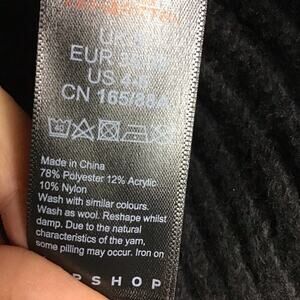 UK
EUR
US
CN 165/88A
Made in China
78% Polyester 12% Acrylic
10% Nylon
Wash with similar colours.
Wash as wool. Reshape whilst
damp. Due to the natural
characteristics of the yarn,
some pilling may occur. Iron on
PSHOP